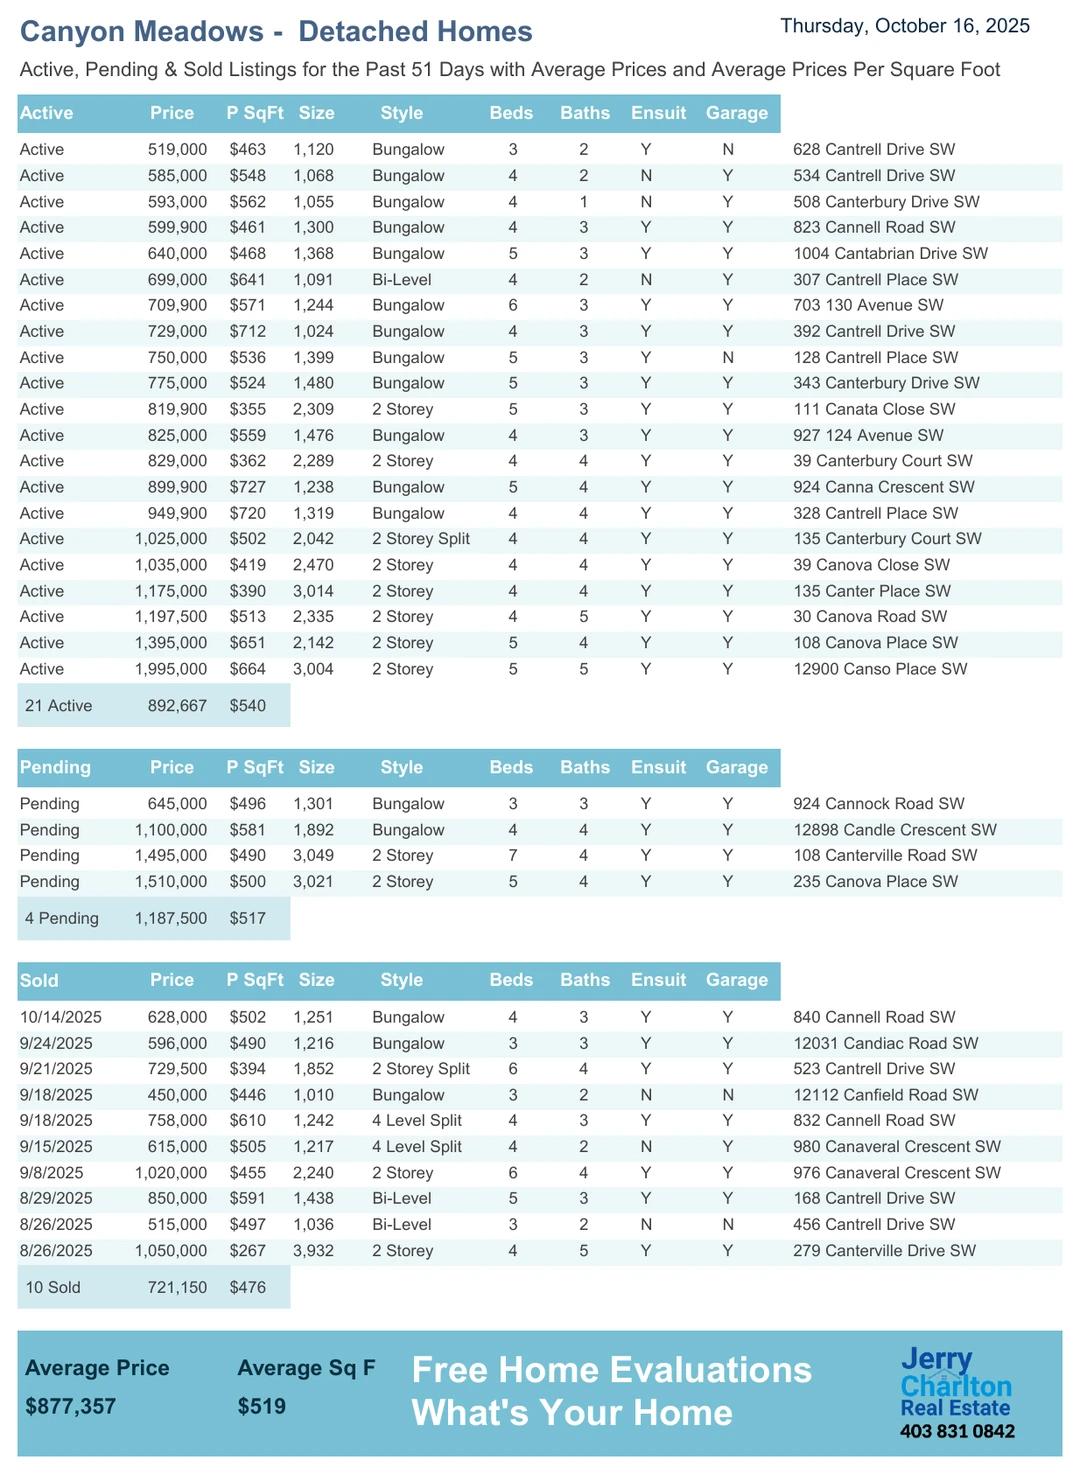 Canyon Meadows -  Detached Homes
Thursday, October 16, 2025
Active, Pending & Sold Listings for the Past 51 Days with Average Prices and Average Prices Per Square Foot
Active Price P SqFt Size Style Beds Baths Ensuit Garage
Active 519,000 $463 1,120 Bungalow 3 2 Y N 628 Cantrell Drive SW
Active 585,000 $548 1,068 Bungalow 4 2 N Y 534 Cantrell Drive SW
Active 593,000 $562 1,055 Bungalow 4 1 N Y 508 Canterbury Drive SW
Active 599,900 $461 1,300 Bungalow 4 3 Y Y 823 Cannell Road SW
Active 640,000 $468 1,368 Bungalow 5 3 Y Y 1004 Cantabrian Drive SW
Active 699,000 $641 1,091 Bi-Level 4 2 N Y 307 Cantrell Place SW
Active 709,900 $571 1,244 Bungalow 6 3 Y Y 703 130 Avenue SW
Active 729,000 $712 1,024 Bungalow 4 3 Y Y 392 Cantrell Drive SW
Active 750,000 $536 1,399 Bungalow 5 3 Y N 128 Cantrell Place SW
Active 775,000 $524 1,480 Bungalow 5 3 Y Y 343 Canterbury Drive SW
Active 819,900 $355 2,309 2 Storey 5 3 Y Y 111 Canata Close SW
Active 825,000 $559 1,476 Bungalow 4 3 Y Y 927 124 Avenue SW
Active 829,000 $362 2,289 2 Storey 4 4 Y Y 39 Canterbury Court SW
Active 899,900 $727 1,238 Bungalow 5 4 Y Y 924 Canna Crescent SW
Active 949,900 $720 1,319 Bungalow 4 4 Y Y 328 Cantrell Place SW
Active 1,025,000 $502 2,042 2 Storey Split 4 4 Y Y 135 Canterbury Court SW
Active 1,035,000 $419 2,470 2 Storey 4 4 Y Y 39 Canova Close SW
Active 1,175,000 $390 3,014 2 Storey 4 4 Y Y 135 Canter Place SW
Active 1,197,500 $513 2,335 2 Storey 4 5 Y Y 30 Canova Road SW
Active 1,395,000 $651 2,142 2 Storey 5 4 Y Y 108 Canova Place SW
Active 1,995,000 $664 3,004 2 Storey 5 5 Y Y 12900 Canso Place SW
21 Active 892,667 $540
Pending Price P SqFt Size Style Beds Baths Ensuit Garage
Pending 645,000 $496 1,301 Bungalow 3 3 Y Y 924 Cannock Road SW
Pending 1,100,000 $581 1,892 Bungalow 4 4 Y Y 12898 Candle Crescent SW
Pending 1,495,000 $490 3,049 2 Storey 7 4 Y Y 108 Canterville Road SW
Pending 1,510,000 $500 3,021 2 Storey 5 4 Y Y 235 Canova Place SW
4 Pending 1,187,500 $517
Sold Price P SqFt Size Style Beds Baths Ensuit Garage
10/14/2025 628,000 $502 1,251 Bungalow 4 3 Y Y 840 Cannell Road SW
9/24/2025 596,000 $490 1,216 Bungalow 3 3 Y Y 12031 Candiac Road SW
9/21/2025 729,500 $394 1,852 2 Storey Split 6 4 Y Y 523 Cantrell Drive SW
9/18/2025 450,000 $446 1,010 Bungalow 3 2 N N 12112 Canfield Road SW
9/18/2025 758,000 $610 1,242 4 Level Split 4 3 Y Y 832 Cannell Road SW
9/15/2025 615,000 $505 1,217 4 Level Split 4 2 N Y 980 Canaveral Crescent SW
9/8/2025 1,020,000 $455 2,240 2 Storey 6 4 Y Y 976 Canaveral Crescent SW
8/29/2025 850,000 $591 1,438 Bi-Level 5 3 Y Y 168 Cantrell Drive SW
8/26/2025 515,000 $497 1,036 Bi-Level 3 2 N N 456 Cantrell Drive SW
8/26/2025 1,050,000 $267 3,932 2 Storey 4 5 Y Y 279 Canterville Drive SW
10 Sold 721,150 $476
Average Price Average Sq F
$877,357 $519
Free Home Evaluations
What's Your Home
Jerry
Charlton
Real Estate
403 831 0842